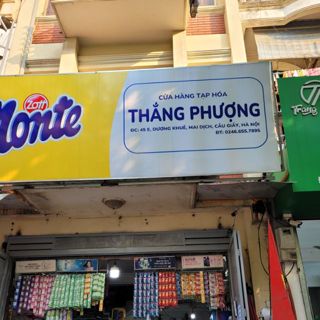 Zott
Monte
CỬA HÀNG TẠP HÓA
THẮNG PHƯỢNG
ĐC: 45 E, DƯƠNG KHUÊ, MAI DỊCH, CẦU GIẤY, HÀ NỘI
ĐT: 0246.655.7895
Trang